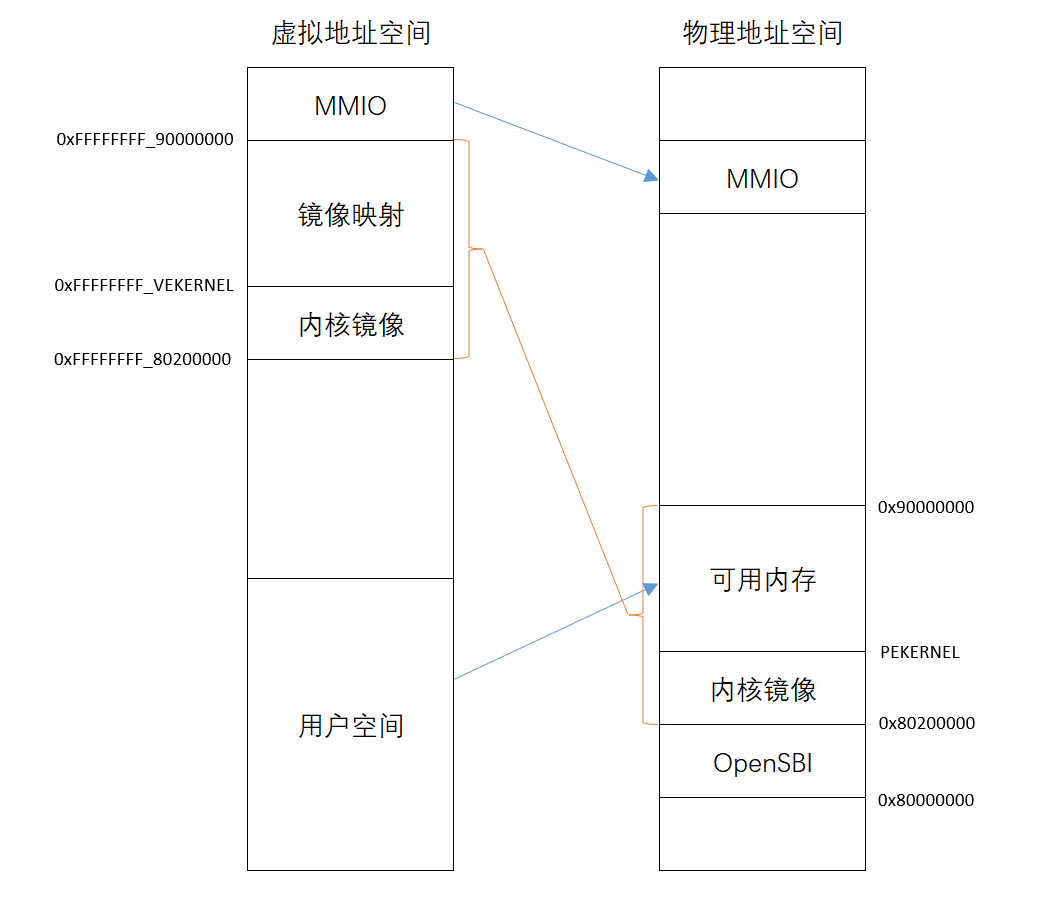 虚拟地址空间
物理地址空间
MMIO
0xFFFFFFFF_90000000
镜像映射
0xFFFFFFFF_VEKERNEL
内核镜像
0xFFFFFFFF_80200000
用户空间
MMIO
0x90000000
可用内存
PEKERNEL
内核镜像
0x80200000
OpenSBI
0x80000000